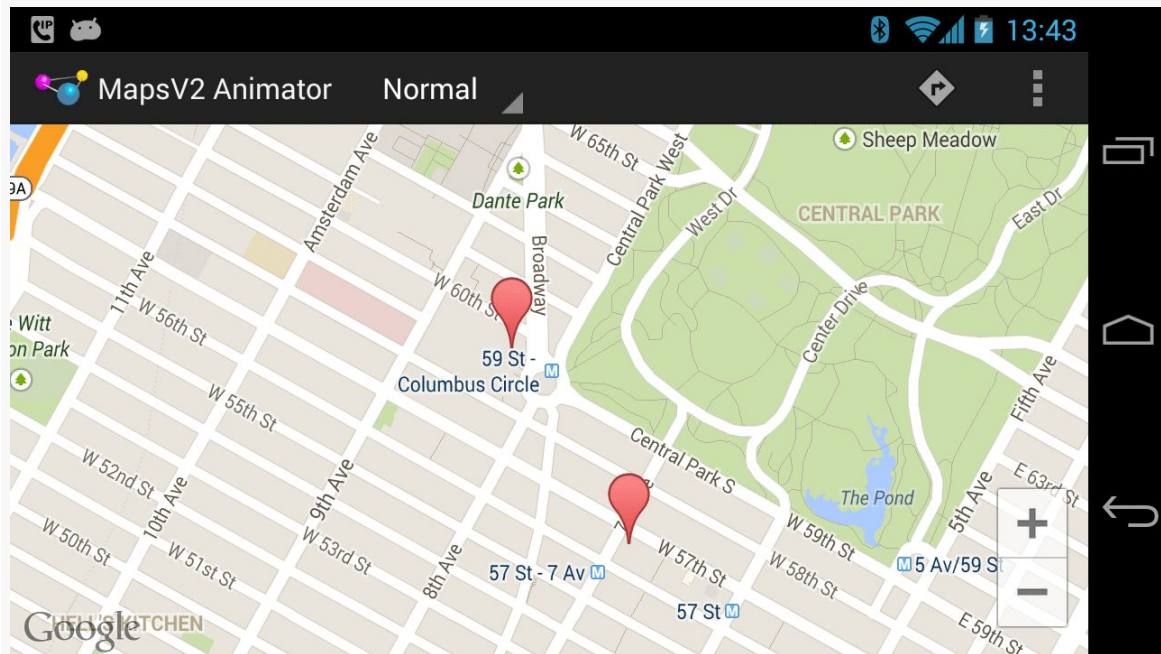 13:43
MapsV2 Animator
Normal
W 65th St
Sheep Meadow
9A
Amsterdam Ave
Central Park West
Dante Park
West Dr
CENTRAL PARK
East Dr
Broadway
11th Ave
W 60th St
Center Drive
W 56th St
Witt
on Park
59 St -
Columbus Circle
Fifth Ave
W 55th St
Central Park S
W 52nd St
10th Ave
9th Ave
The Pond
5th Ave
E 63rd St
W 50th St
W 51st St
W 53rd St
8th Ave
57 St - 7 Av
W 57th St
W 59th St
W 58th St
5 Av/59 St
57 St
E 59th St
HELL'S KITCHEN
Google
+
−